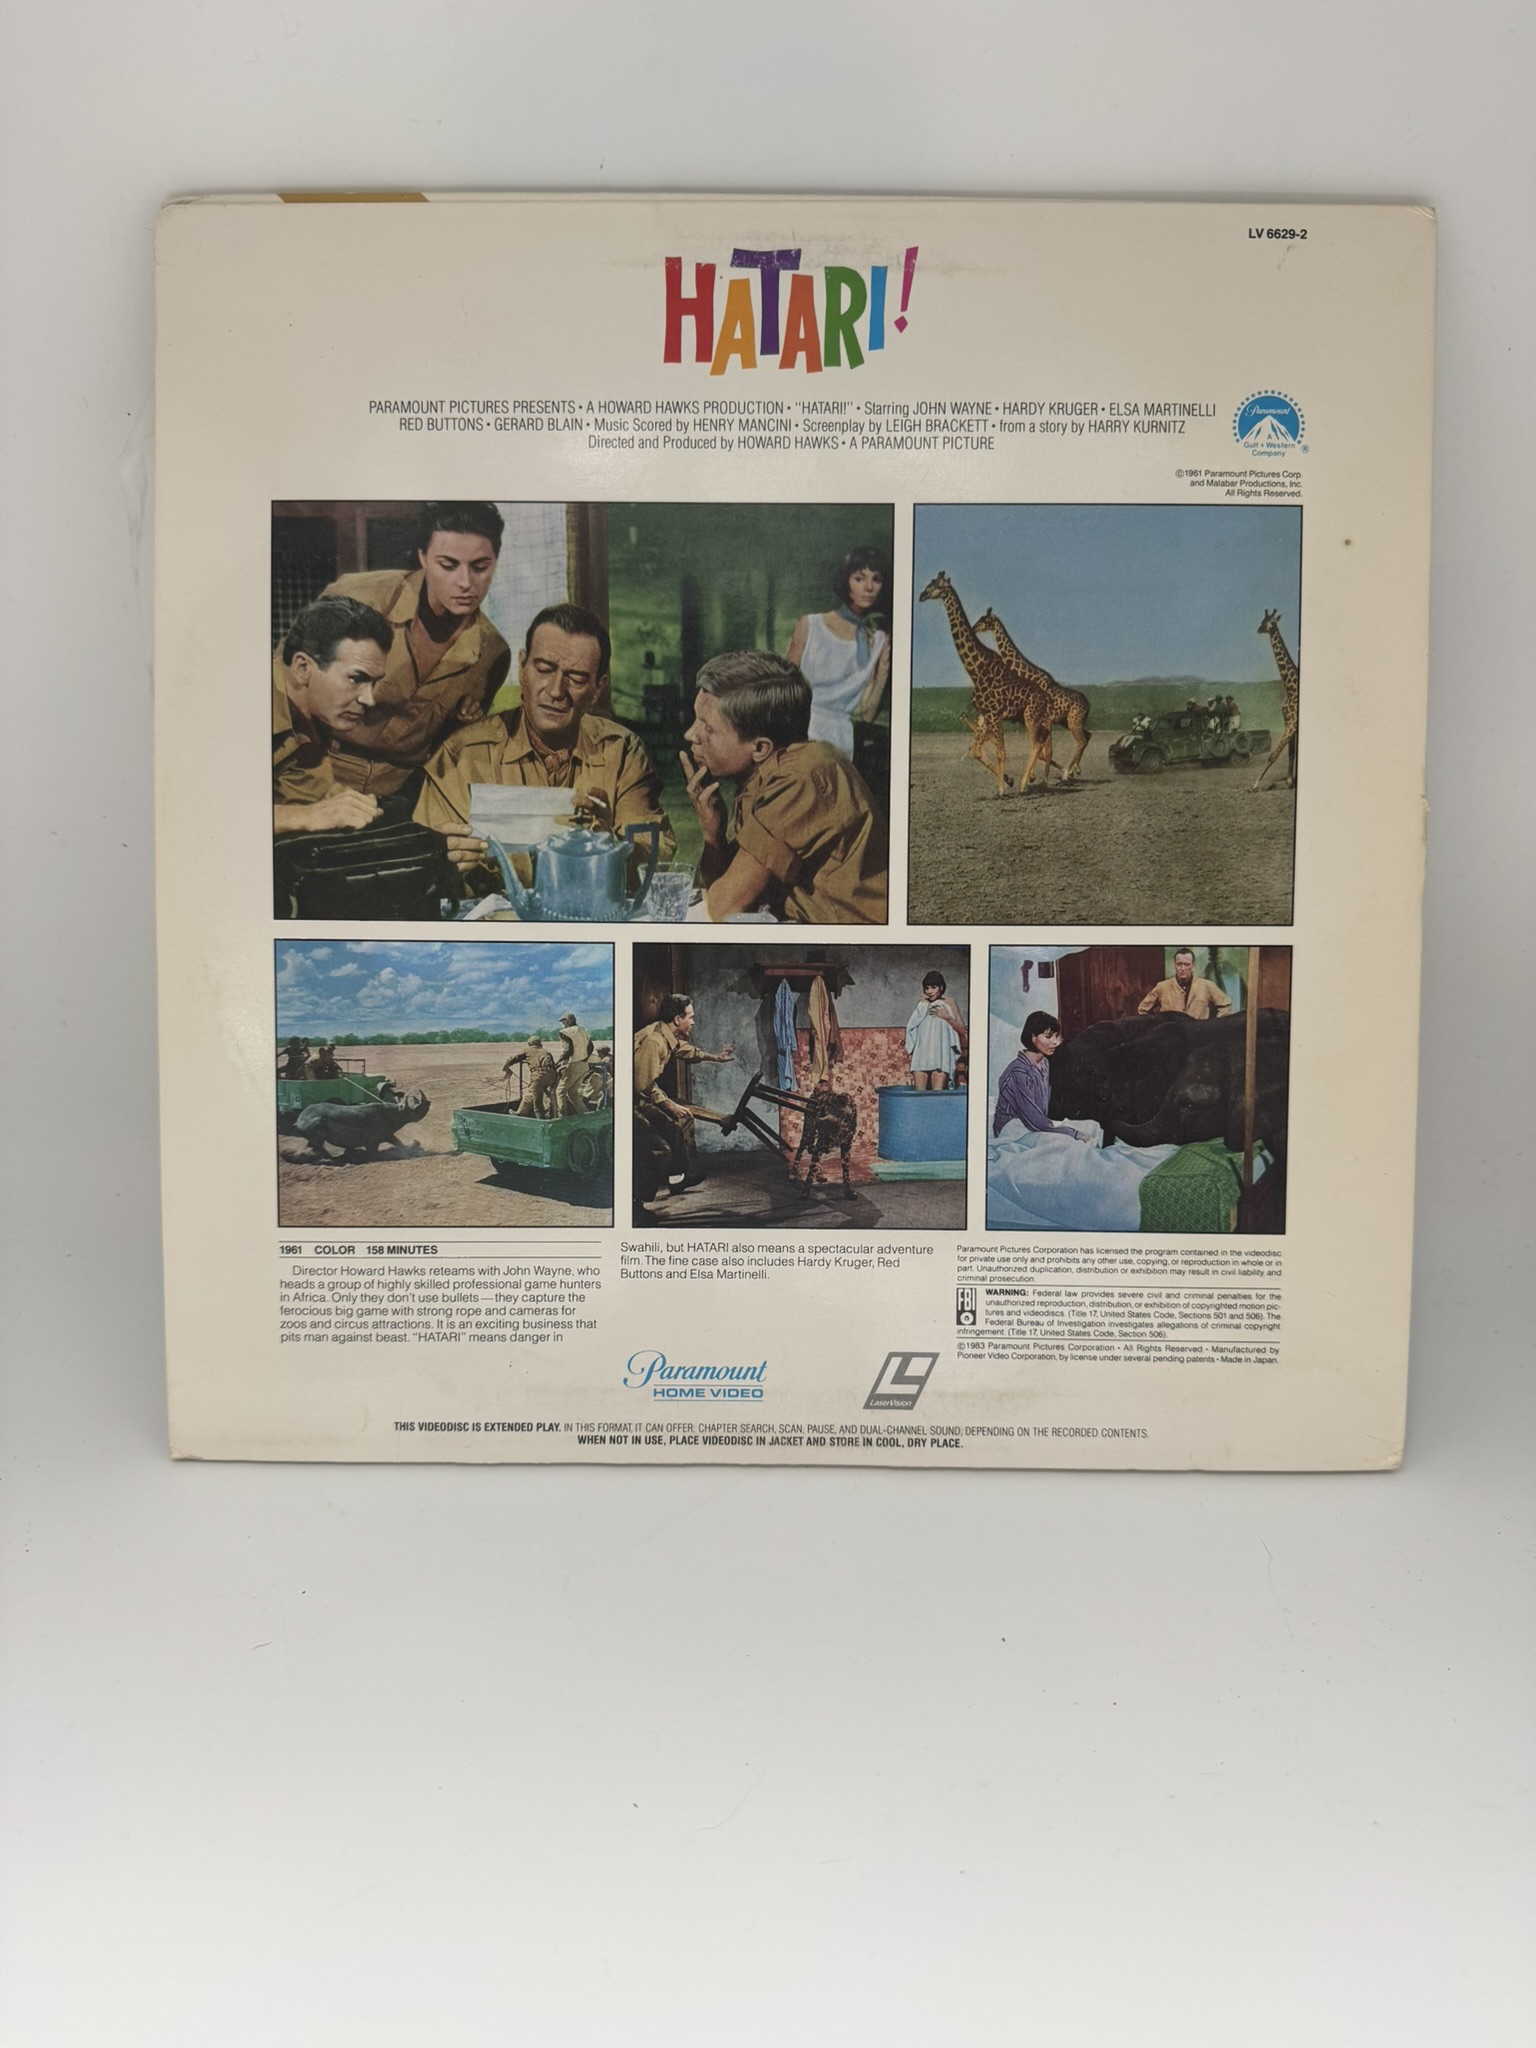 LV 6629-2
HATARI!
PARAMOUNT PICTURES PRESENTS • A HOWARD HAWKS PRODUCTION • "HATARI!" • Starring JOHN WAYNE • HARDY KRUGER • ELSA MARTINELLI
RED BUTTONS • GERARD BLAIN • Music Scored by HENRY MANCINI • Screenplay by LEIGH BRACKETT • from a story by HARRY KURNITZ
Directed and Produced by HOWARD HAWKS • A PARAMOUNT PICTURE
Paramount
A
Gulf + Western
Company
®
©1961 Paramount Pictures Corp.
and Malabar Productions, Inc.
All Rights Reserved.
1961 COLOR 158 MINUTES
Director Howard Hawks reteams with John Wayne, who
heads a group of highly skilled professional game hunters
in Africa. Only they don't use bullets—they capture the
ferocious big game with strong rope and cameras for
zoos and circus attractions. It is an exciting business that
pits man against beast. "HATARI" means danger in
Swahili, but HATARI also means a spectacular adventure
film. The fine case also includes Hardy Kruger, Red
Buttons and Elsa Martinelli.
Paramount Pictures Corporation has licensed the program contained in the videodisc
for private use only and prohibits any other use, copying, or reproduction in whole or in
part. Unauthorized duplication, distribution or exhibition may result in civil liability and
criminal prosecution.
FBI
WARNING: Federal law provides severe civil and criminal penalties for the
unauthorized reproduction, distribution, or exhibition of copyrighted motion pic-
tures and videodiscs. (Title 17, United States Code, Sections 501 and 506). The
Federal Bureau of Investigation investigates allegations of criminal copyright
infringement. (Title 17, United States Code, Section 506).
©1983 Paramount Pictures Corporation • All Rights Reserved • Manufactured by
Pioneer Video Corporation, by license under several pending patents • Made in Japan.
Paramount
HOME VIDEO
LaserVision
THIS VIDEODISC IS EXTENDED PLAY. IN THIS FORMAT, IT CAN OFFER: CHAPTER SEARCH, SCAN, PAUSE, AND DUAL-CHANNEL SOUND, DEPENDING ON THE RECORDED CONTENTS.
WHEN NOT IN USE, PLACE VIDEODISC IN JACKET AND STORE IN COOL, DRY PLACE.